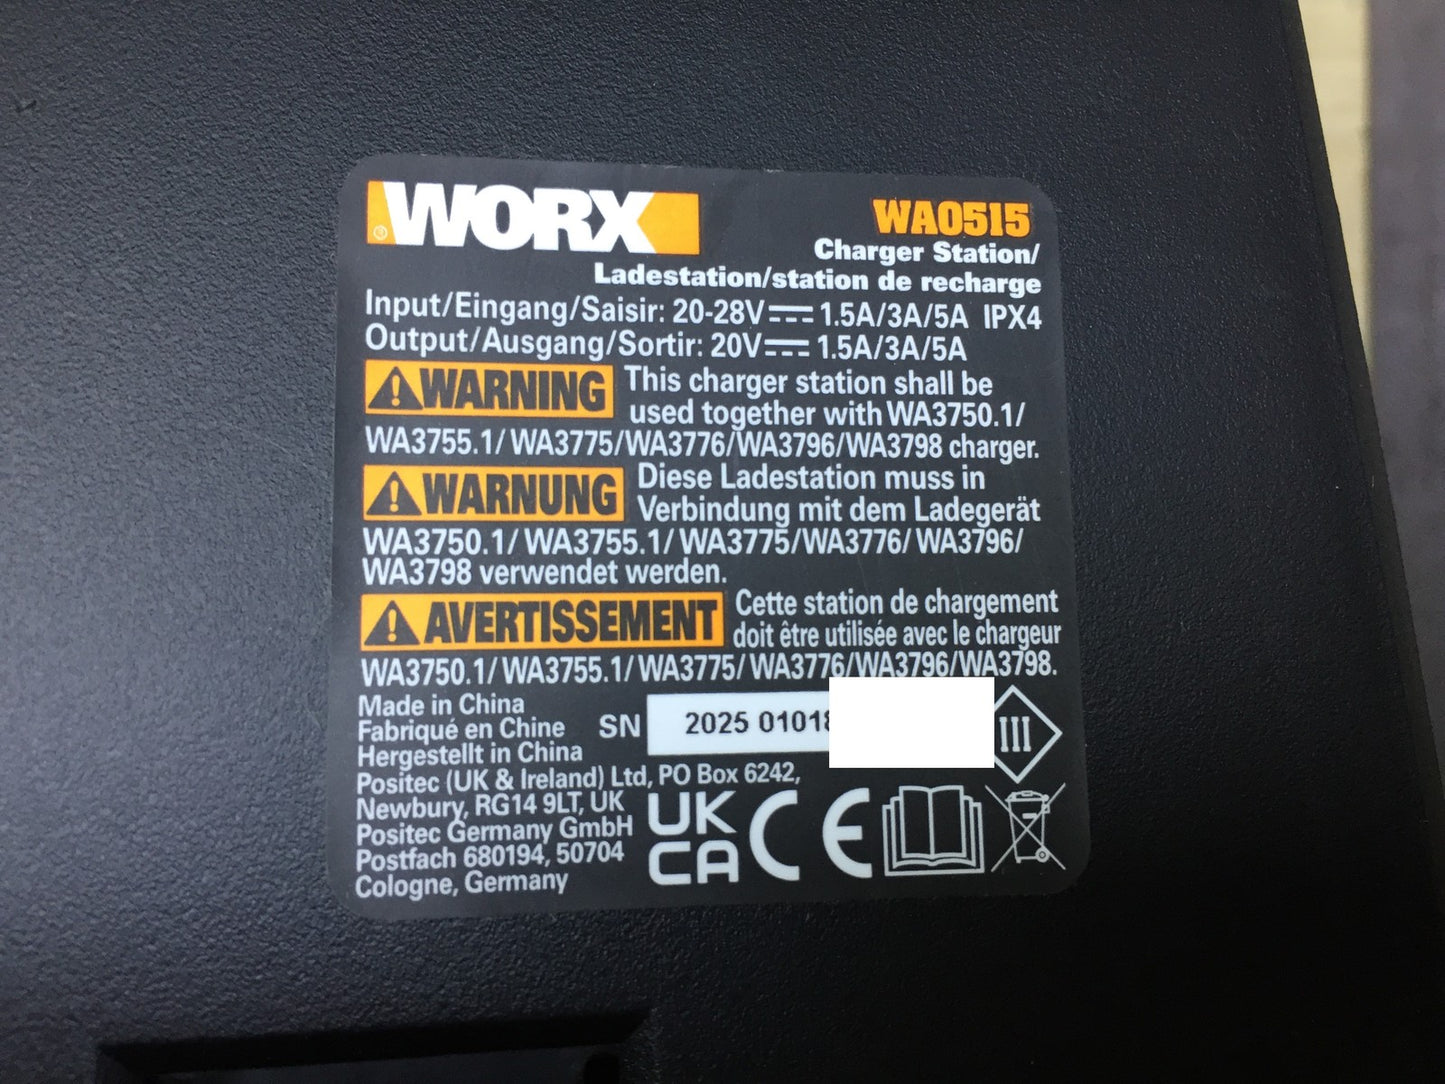 WORX
WA0515
Charger Station/
Ladestation/station de recharge
Input/Eingang/Saisir: 20-28V⎓ 1.5A/3A/5A IPX4
Output/Ausgang/Sortir: 20V⎓ 1.5A/3A/5A
WARNING This charger station shall be
used together with WA3750.1/
WA3755.1/ WA3775/WA3776/WA3796/WA3798 charger.
WARNUNG Diese Ladestation muss in
Verbindung mit dem Ladegerät
WA3750.1/ WA3755.1/ WA3775/WA3776/ WA3796/
WA3798 verwendet werden.
AVERTISSEMENT Cette station de chargement
doit être utilisée avec le chargeur
WA3750.1/ WA3755.1/ WA3775/ WA3776/WA3796/WA3798.
Made in China
Fabriqué en Chine
Hergestellt in China
SN 2025 01018
III
Positec (UK & Ireland) Ltd, PO Box 6242,
Newbury, RG14 9LT, UK
Positec Germany GmbH
Postfach 680194, 50704
Cologne, Germany
UK
CA
CE